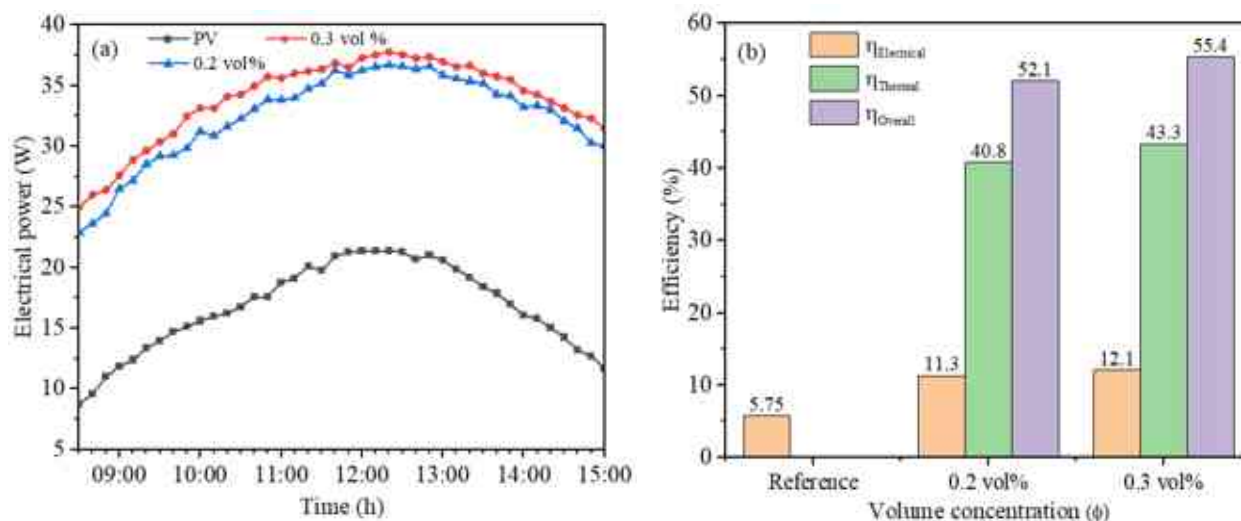 (a)
PV
0.3 vol %
0.2 vol%
40
35
30
25
20
15
10
5
Electrical power (W)
09:00 10:00 11:00 12:00 13:00 14:00 15:00
Time (h)
(b)
ηElectrical
ηThermal
ηOverall
60
50
40
30
20
10
0
Efficiency (%)
5.75
11.3
40.8
52.1
12.1
43.3
55.4
Reference 0.2 vol% 0.3 vol%
Volume concentration (ϕ)